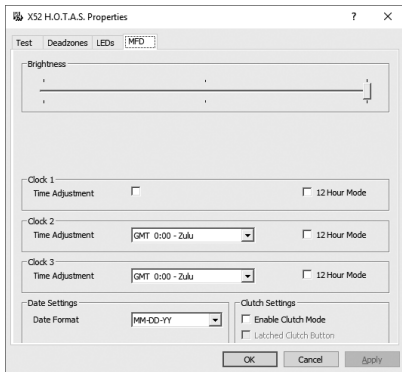 X52 H.O.T.A.S. Properties ? ×
Test Deadzones LEDs MFD
Brightness
Clock 1
Time Adjustment 12 Hour Mode
Clock 2
Time Adjustment GMT 0:00 - Zulu 12 Hour Mode
Clock 3
Time Adjustment GMT 0:00 - Zulu 12 Hour Mode
Date Settings Clutch Settings
Date Format MM-DD-YY Enable Clutch Mode
Latched Clutch Button
OK Cancel Apply